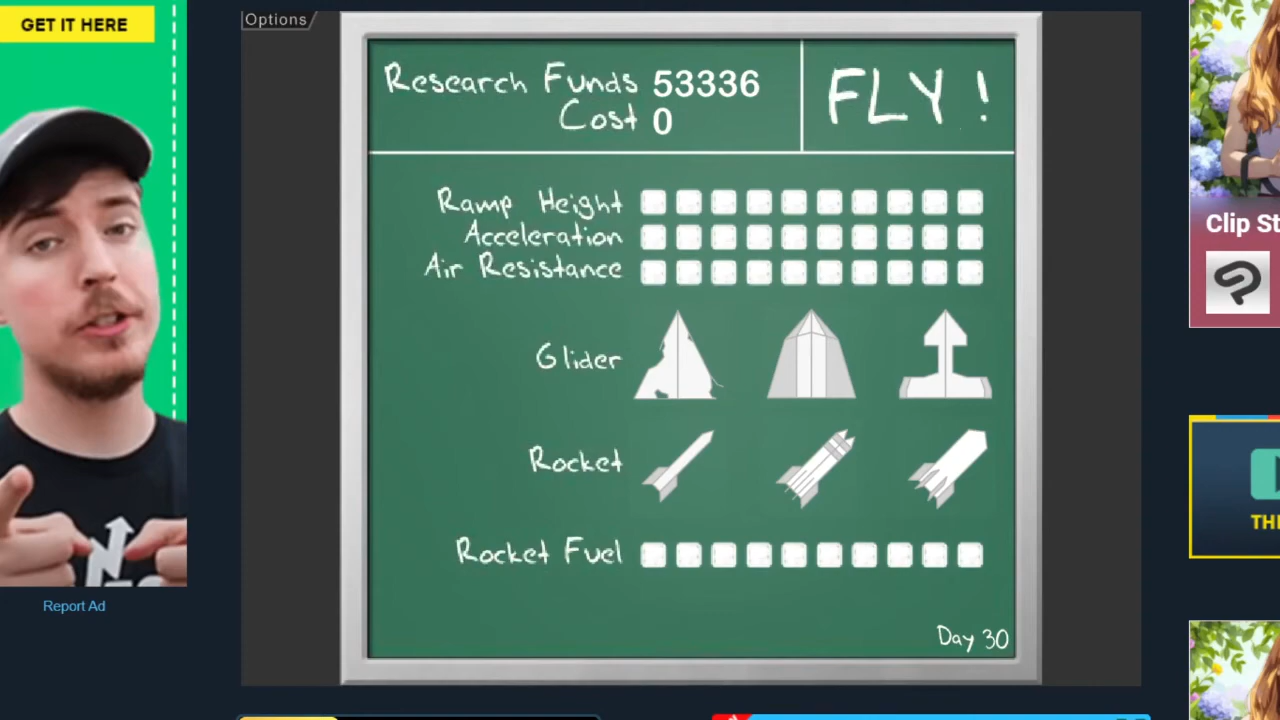 GET IT HERE
Options
Research Funds 53336
Cost 0
FLY!
Ramp Height
Acceleration
Air Resistance
Glider
Rocket
Rocket Fuel
Day 30
Report Ad
Clip St